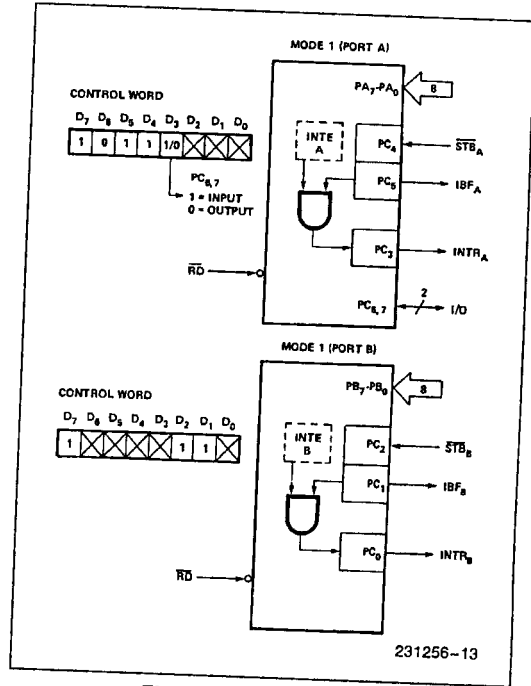 MODE 1 (PORT A)
PA7-PA0
8
CONTROL WORD
D7 D6 D5 D4 D3 D2 D1 D0
1 0 1 1 1/0
PC6,7
1 = INPUT
0 = OUTPUT
INTE
A
PC4
STBA
PC5
IBFA
PC3
INTRA
RD
PC6,7
2
I/O
MODE 1 (PORT B)
PB7-PB0
8
CONTROL WORD
D7 D6 D5 D4 D3 D2 D1 D0
1 1 1
INTE
B
PC2
STBB
PC1
IBFB
PC0
INTRB
RD
231256-13